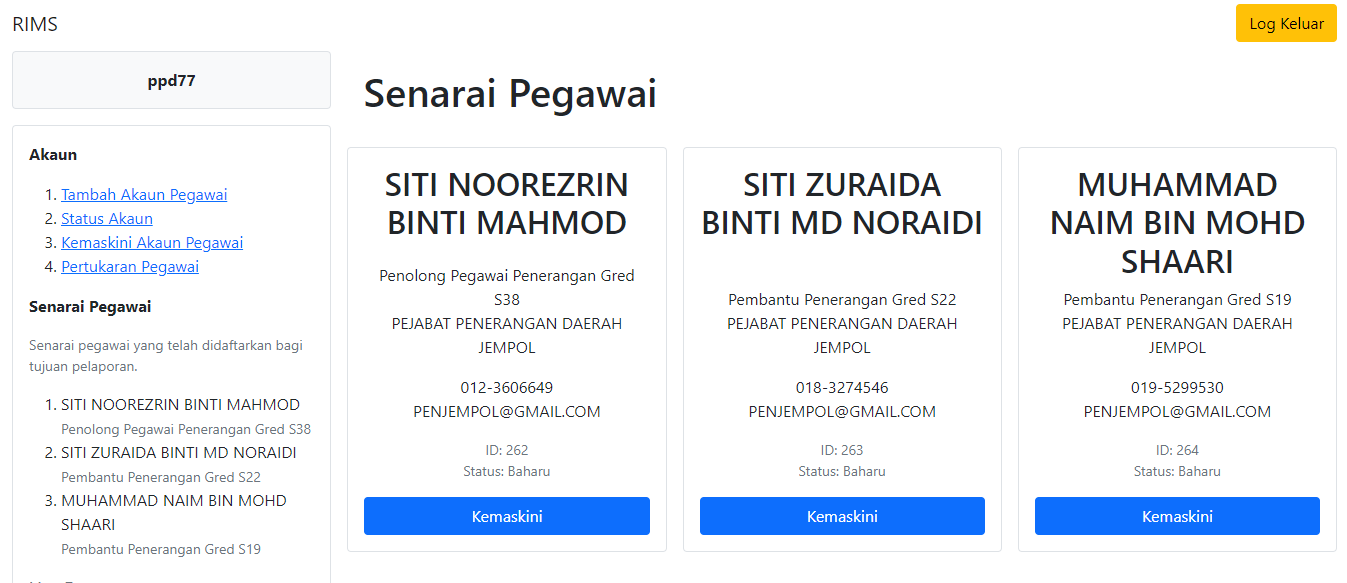 RIMS
Log Keluar
ppd77
Akaun
1. Tambah Akaun Pegawai
2. Status Akaun
3. Kemaskini Akaun Pegawai
4. Pertukaran Pegawai
Senarai Pegawai
Senarai pegawai yang telah didaftarkan bagi
tujuan pelaporan.
1. SITI NOOREZRIN BINTI MAHMOD
Penolong Pegawai Penerangan Gred S38
2. SITI ZURAIDA BINTI MD NORAIDI
Pembantu Penerangan Gred S22
3. MUHAMMAD NAIM BIN MOHD
SHAARI
Pembantu Penerangan Gred S19
Senarai Pegawai
SITI NOOREZRIN
BINTI MAHMOD
Penolong Pegawai Penerangan Gred
S38
PEJABAT PENERANGAN DAERAH
JEMPOL
012-3606649
PENJEMPOL@GMAIL.COM
ID: 262
Status: Baharu
Kemaskini
SITI ZURAIDA
BINTI MD NORAIDI
Pembantu Penerangan Gred S22
PEJABAT PENERANGAN DAERAH
JEMPOL
018-3274546
PENJEMPOL@GMAIL.COM
ID: 263
Status: Baharu
Kemaskini
MUHAMMAD
NAIM BIN MOHD
SHAARI
Pembantu Penerangan Gred S19
PEJABAT PENERANGAN DAERAH
JEMPOL
019-5299530
PENJEMPOL@GMAIL.COM
ID: 264
Status: Baharu
Kemaskini